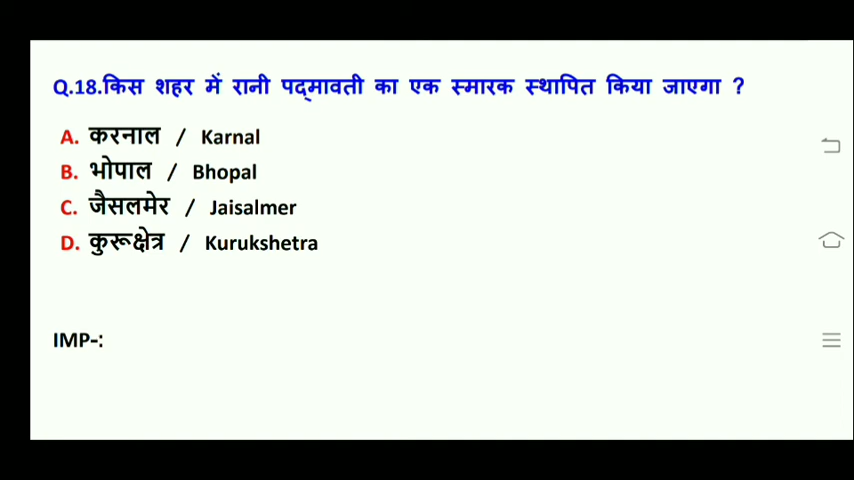 Q.18.किस शहर में रानी पद्मावती का एक स्मारक स्थापित किया जाएगा ?
A. करनाल / Karnal
B. भोपाल / Bhopal
C. जैसलमेर / Jaisalmer
D. कुरूक्षेत्र / Kurukshetra
IMP-: